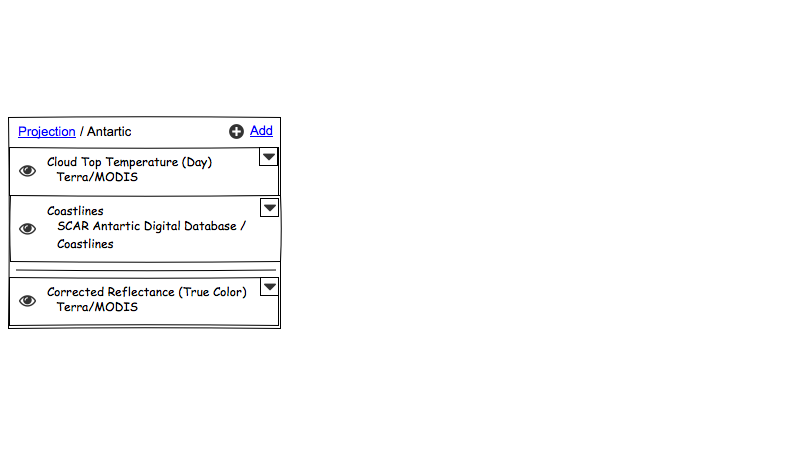 Projection / Antartic Add
Cloud Top Temperature (Day)
Terra/MODIS
Coastlines
SCAR Antartic Digital Database /
Coastlines
Corrected Reflectance (True Color)
Terra/MODIS